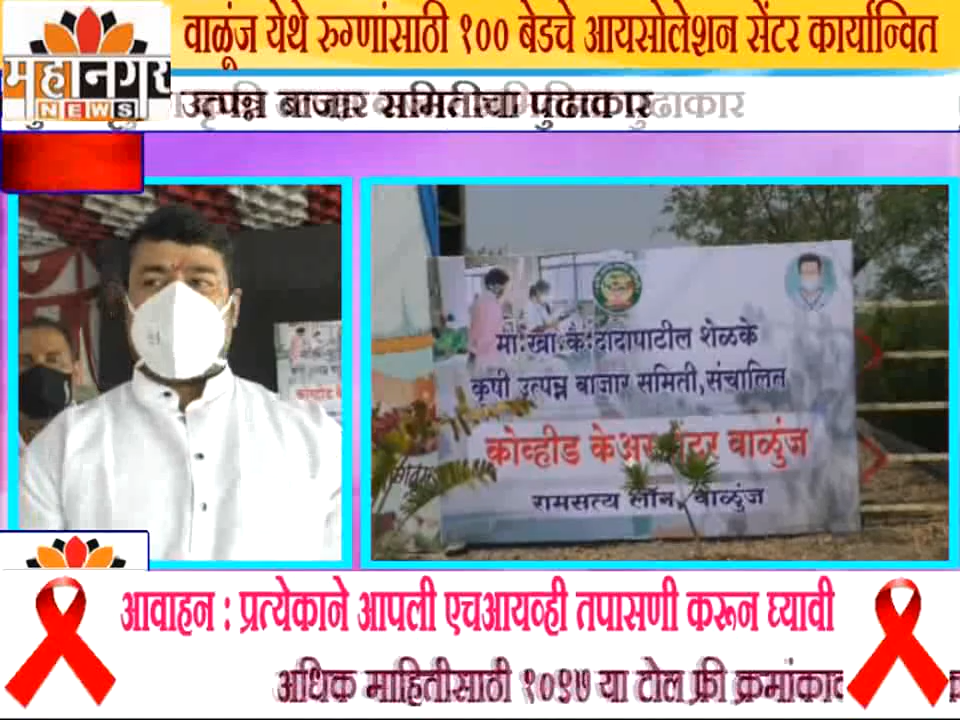 वाळूंज येथे रुग्णांसाठी १०० बेडचे आयसोलेशन सेंटर कार्यान्वित
महानगर
NEWS
उत्पन्न बाजार समितीचा पुढाकार
मा.खा.कै.दादापाटील शेळके
कृषी उत्पन्न बाजार समिती,संचालित
कोव्हीड केअर सेंटर वाळुंज
रामसत्य लॉन, वाळुंज
आवाहन : प्रत्येकाने आपली एचआयव्ही तपासणी करून घ्यावी
अधिक माहितीसाठी १०९७ या टोल फ्री